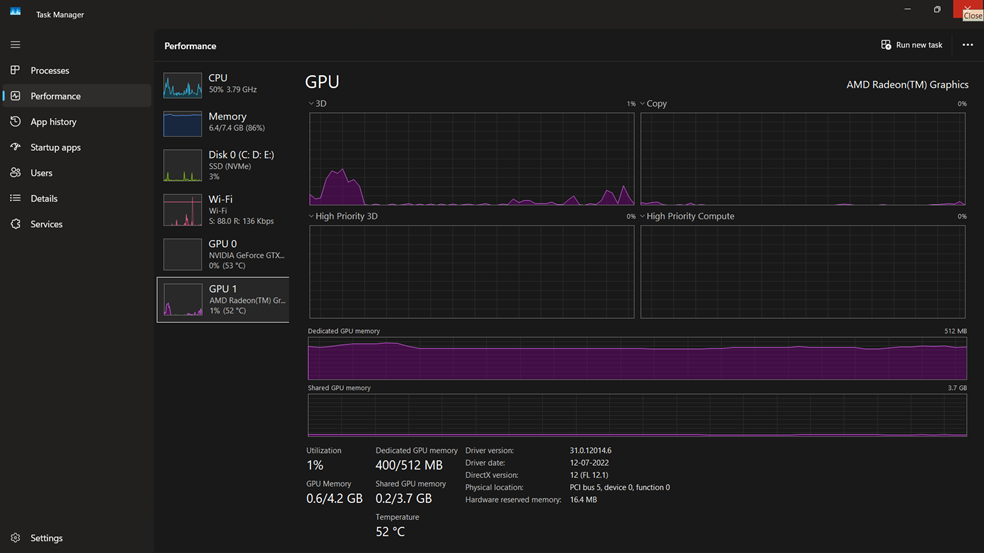 Task Manager
Close
Performance
Run new task
Processes
Performance
App history
Startup apps
Users
Details
Services
Settings
CPU
50% 3.79 GHz
Memory
6.4/7.4 GB (86%)
Disk 0 (C: D: E:)
SSD (NVMe)
3%
Wi-Fi
Wi-Fi
S: 88.0 R: 136 Kbps
GPU 0
NVIDIA GeForce GTX...
0% (53 °C)
GPU 1
AMD Radeon(TM) Gr...
1% (52 °C)
GPU
AMD Radeon(TM) Graphics
3D 1%
Copy 0%
High Priority 3D 0%
High Priority Compute 0%
Dedicated GPU memory 512 MB
Shared GPU memory 3.7 GB
Utilization
1%
Dedicated GPU memory
400/512 MB
GPU Memory
0.6/4.2 GB
Shared GPU memory
0.2/3.7 GB
Temperature
52 °C
Driver version: 31.0.12014.6
Driver date: 12-07-2022
DirectX version: 12 (FL 12.1)
Physical location: PCI bus 5, device 0, function 0
Hardware reserved memory: 16.4 MB